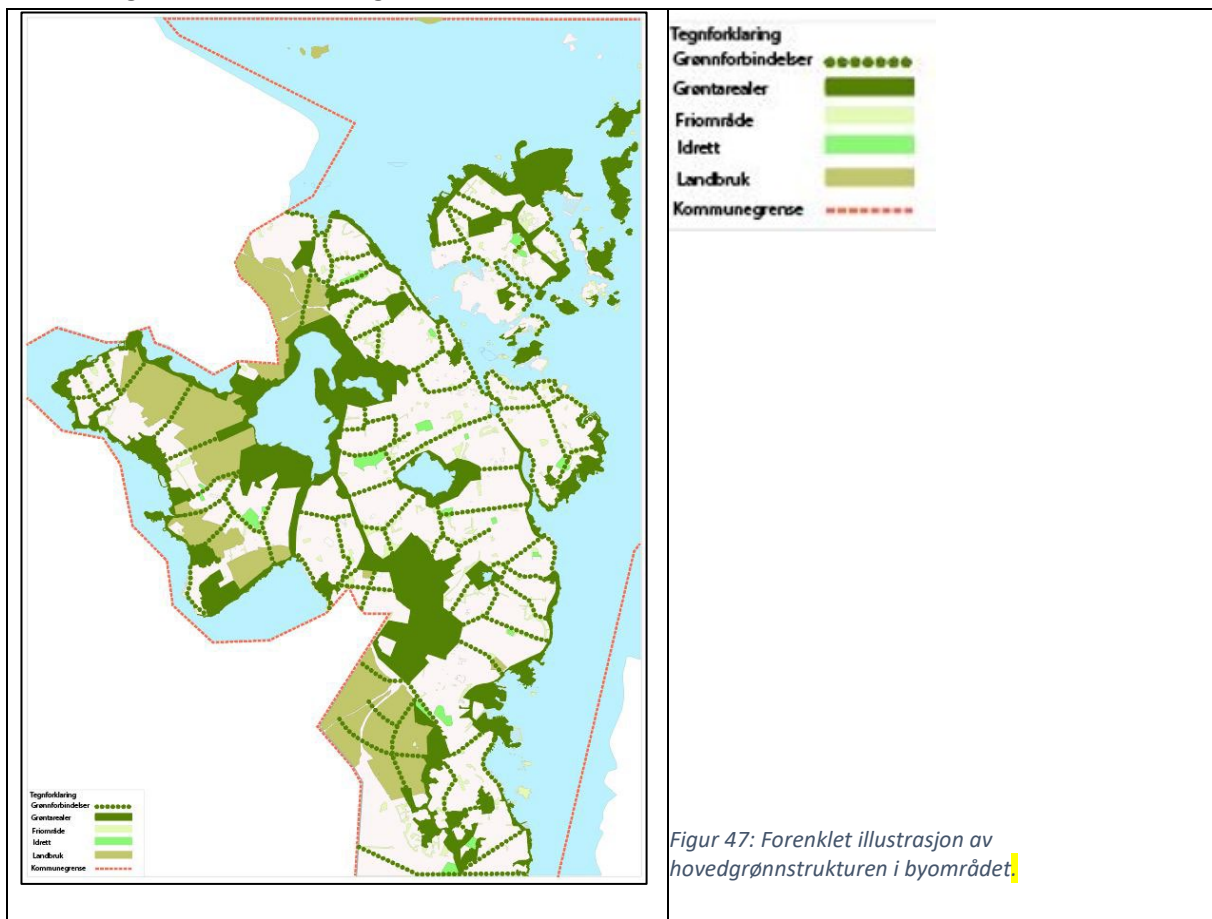 Tegnforklaring
Grønnforbindelser
Grøntarealer
Friområde
Idrett
Landbruk
Kommunegrense
Tegnforklaring
Grønnforbindelser
Grøntarealer
Friområde
Idrett
Landbruk
Kommunegrense
Figur 47: Forenklet illustrasjon av
hovedgrønnstrukturen i byområdet.